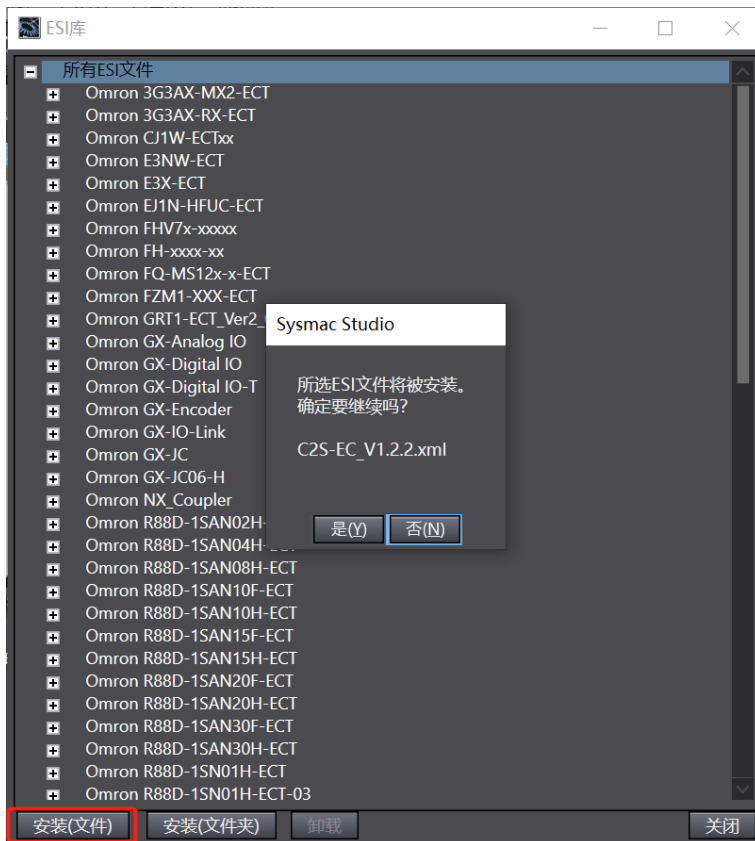 ESI库
所有ESI文件
Omron 3G3AX-MX2-ECT
Omron 3G3AX-RX-ECT
Omron CJ1W-ECTxx
Omron E3NW-ECT
Omron E3X-ECT
Omron EJ1N-HFUC-ECT
Omron FHV7x-xxxxx
Omron FH-xxxx-xx
Omron FQ-MS12x-x-ECT
Omron FZM1-XXX-ECT
Omron GRT1-ECT_Ver2_
Omron GX-Analog IO
Omron GX-Digital IO
Omron GX-Digital IO-T
Omron GX-Encoder
Omron GX-IO-Link
Omron GX-JC
Omron GX-JC06-H
Omron NX_Coupler
Omron R88D-1SAN02H-
Omron R88D-1SAN04H-ECT
Omron R88D-1SAN08H-ECT
Omron R88D-1SAN10F-ECT
Omron R88D-1SAN10H-ECT
Omron R88D-1SAN15F-ECT
Omron R88D-1SAN15H-ECT
Omron R88D-1SAN20F-ECT
Omron R88D-1SAN20H-ECT
Omron R88D-1SAN30F-ECT
Omron R88D-1SAN30H-ECT
Omron R88D-1SN01H-ECT
Omron R88D-1SN01H-ECT-03
Sysmac Studio
所选ESI文件将被安装。
确定要继续吗?
C2S-EC_V1.2.2.xml
是(Y) 否(N)
安装(文件) 安装(文件夹) 卸载 关闭